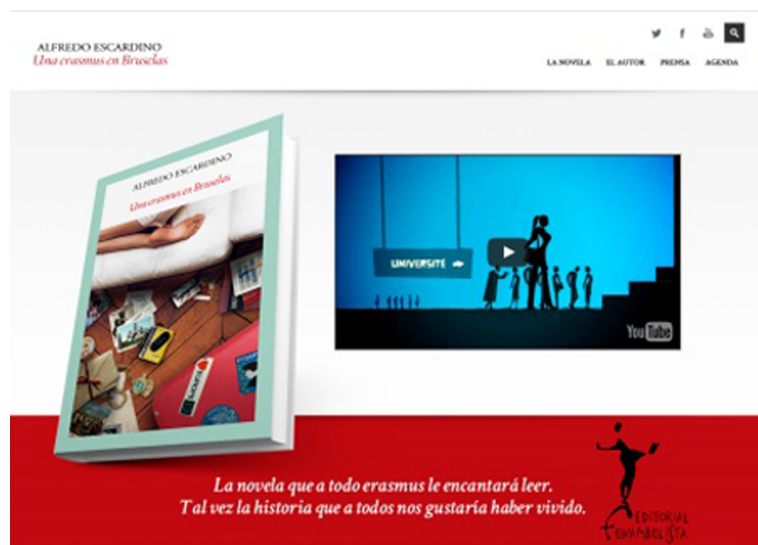 ALFREDO ESCARDINO
Una erasmus en Bruselas
LA NOVELA EL AUTOR PRENSA AGENDA
ALFREDO ESCARDINO
Una erasmus en Bruselas
UNIVERSITÉ
YouTube
La novela que a todo erasmus le encantará leer.
Tal vez la historia que a todos nos gustaría haber vivido.
EDITORIAL
FUNAMBULISTA